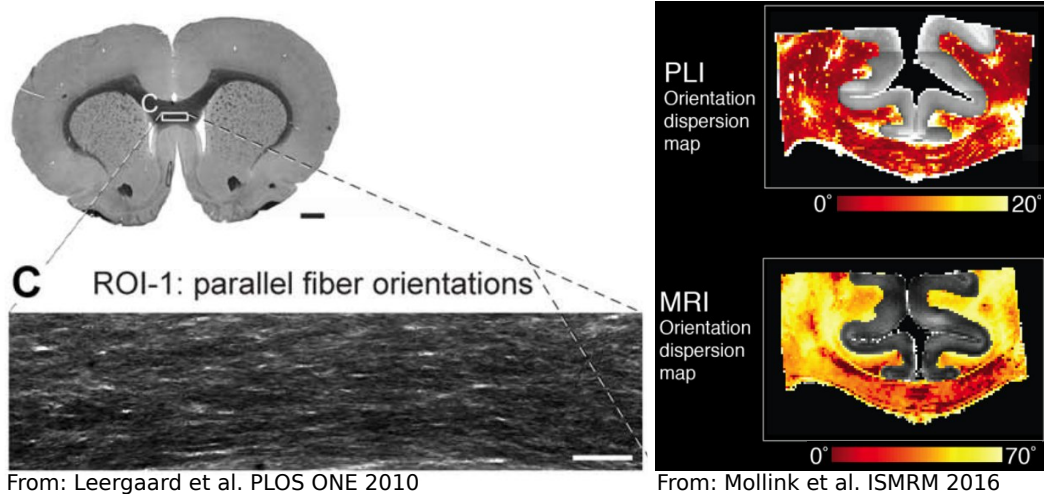 C
C ROI-1: parallel fiber orientations
From: Leergaard et al. PLOS ONE 2010
PLI
Orientation
dispersion
map
0° 20°
MRI
Orientation
dispersion
map
0° 70°
From: Mollink et al. ISMRM 2016